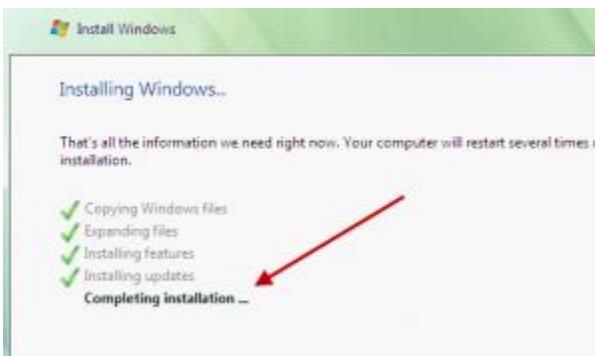 Install Windows
Installing Windows...
That's all the information we need right now. Your computer will restart several times
installation.
Copying Windows files
Expanding files
Installing features
Installing updates
Completing installation ...